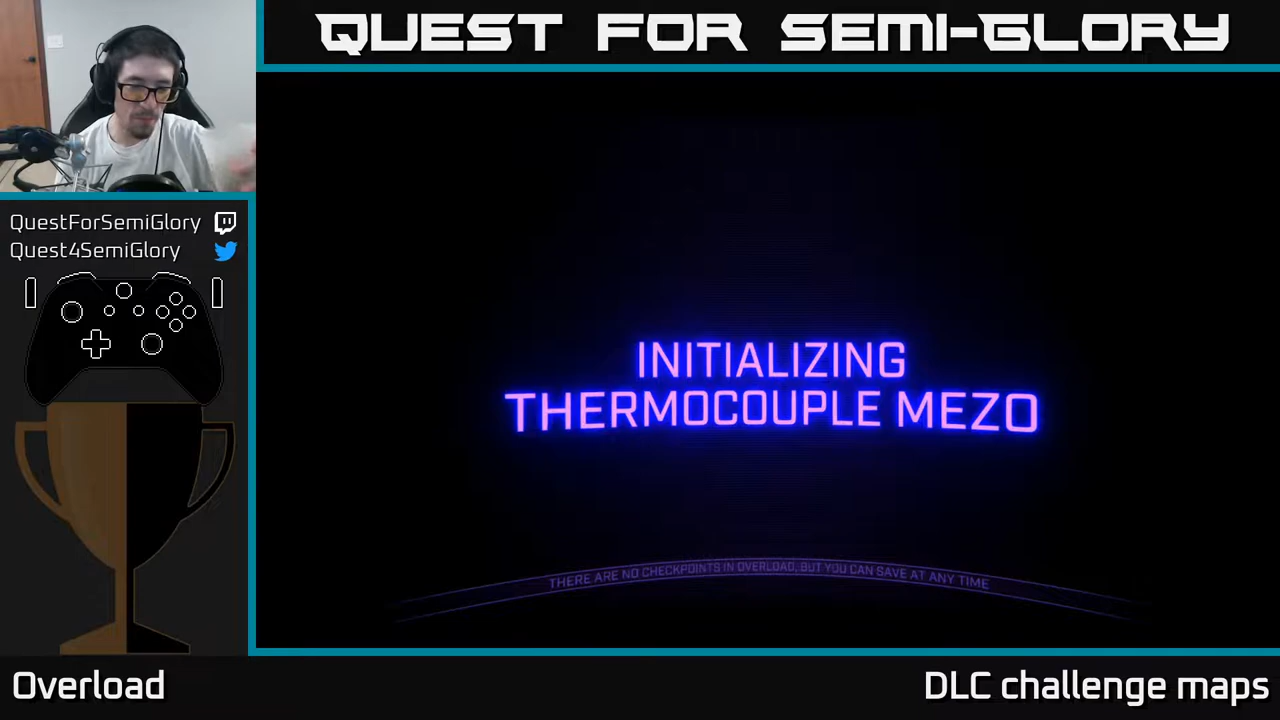 QUEST FOR SEMI-GLORY
QuestForSemiGlory
Quest4SemiGlory
INITIALIZING
THERMOCOUPLE MEZO
THERE ARE NO CHECKPOINTS IN OVERLOAD, BUT YOU CAN SAVE AT ANY TIME
Overload
DLC challenge maps